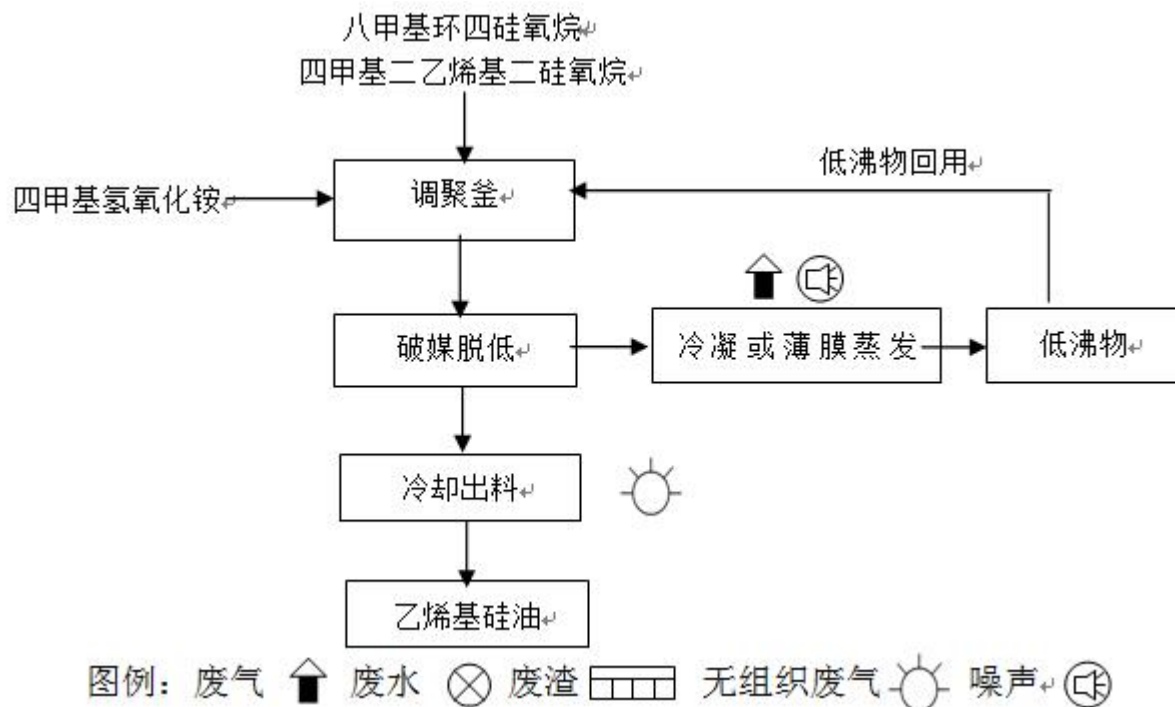 八甲基环四硅氧烷
四甲基二乙烯基二硅氧烷
低沸物回用
四甲基氢氧化铵
调聚釜
破媒脱低
冷凝或薄膜蒸发
低沸物
冷却出料
乙烯基硅油
图例：废气 废水 废渣 无组织废气 噪声